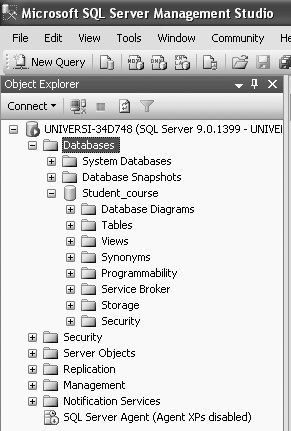 Microsoft SQL Server Management Studio
File Edit View Tools Window Community He
New Query
Object Explorer
Connect
UNIVERSI-34D748 (SQL Server 9.0.1399 - UNIVER
Databases
System Databases
Database Snapshots
Student_course
Database Diagrams
Tables
Views
Synonyms
Programmability
Service Broker
Storage
Security
Security
Server Objects
Replication
Management
Notification Services
SQL Server Agent (Agent XPs disabled)